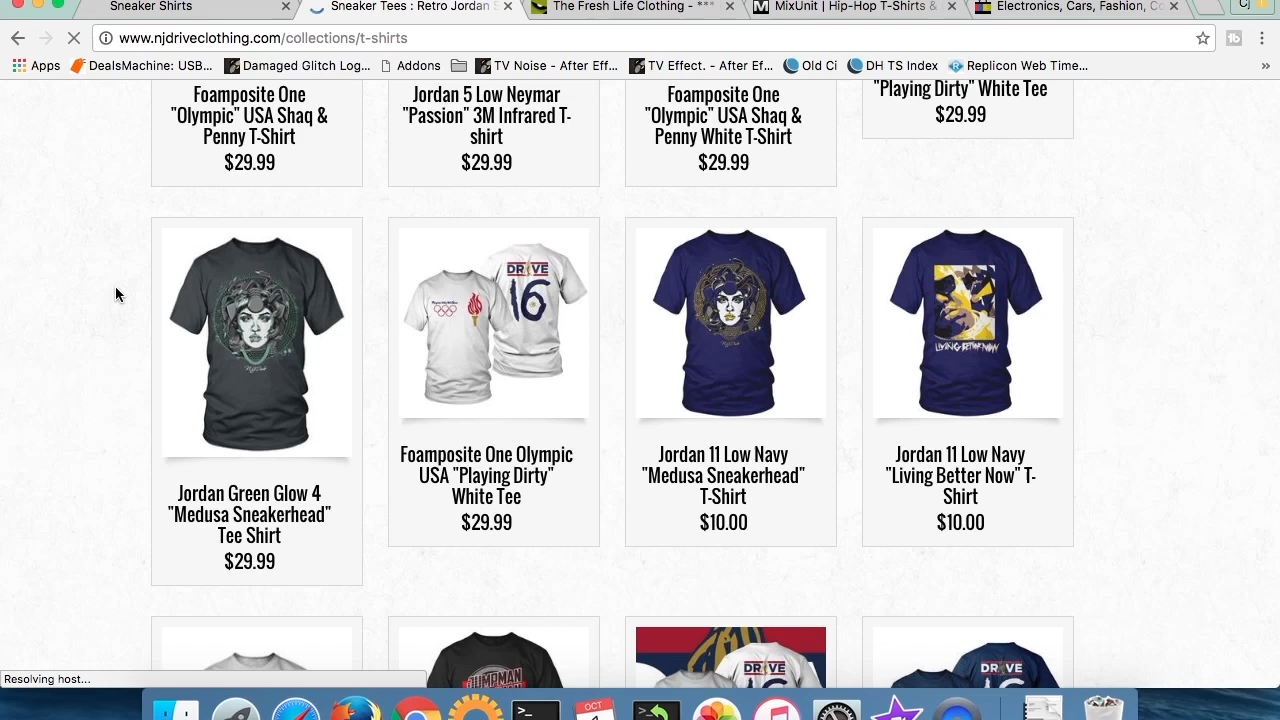 Sneaker Shirts
Sneaker Tees : Retro Jordan S
The Fresh Life Clothing - ***
MixUnit | Hip-Hop T-Shirts &
Electronics, Cars, Fashion, Co
www.njdriveclothing.com/collections/t-shirts
Apps
DealsMachine: USB...
Damaged Glitch Log...
Addons
TV Noise - After Eff...
TV Effect. - After Ef...
Old Ci
DH TS Index
Replicon Web Time...
»
Foamposite One
"Olympic" USA Shaq &
Penny T-Shirt
$29.99
Jordan 5 Low Neymar
"Passion" 3M Infrared T-
shirt
$29.99
Foamposite One
"Olympic" USA Shaq &
Penny White T-Shirt
$29.99
"Playing Dirty" White Tee
$29.99
Jordan Green Glow 4
"Medusa Sneakerhead"
Tee Shirt
$29.99
DRIVE
16
Foamposite One Olympic
USA "Playing Dirty"
White Tee
$29.99
Jordan 11 Low Navy
"Medusa Sneakerhead"
T-Shirt
$10.00
LIVING BETTER NOW
Jordan 11 Low Navy
"Living Better Now" T-
Shirt
$10.00
JUMPMAN
DRIVE
DRIVE
Resolving host...
OCT